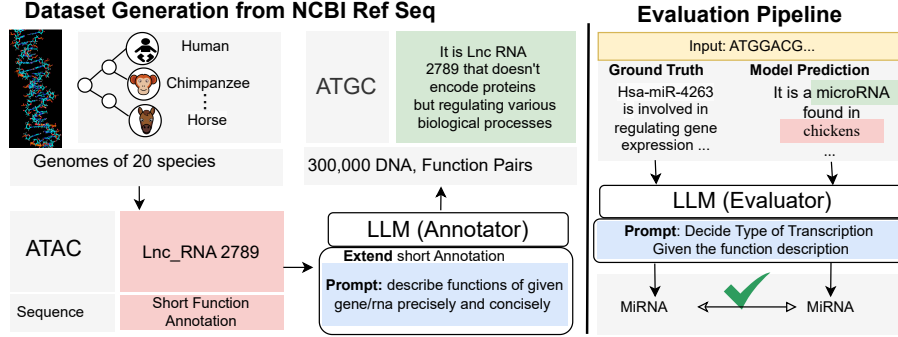 Dataset Generation from NCBI Ref Seq
Human
Chimpanzee
Horse
Genomes of 20 species
ATAC
Lnc_RNA 2789
Sequence
Short Function
Annotation
ATGC
It is Lnc RNA
2789 that doesn't
encode proteins
but regulating various
biological processes
300,000 DNA, Function Pairs
LLM (Annotator)
Extend short Annotation
Prompt: describe functions of given
gene/rna precisely and concisely
Evaluation Pipeline
Input: ATGGACG...
Ground Truth
Hsa-miR-4263
is involved in
regulating gene
expression ...
Model Prediction
It is a microRNA
found in
chickens
...
LLM (Evaluator)
Prompt: Decide Type of Transcription
Given the function description
MiRNA
MiRNA